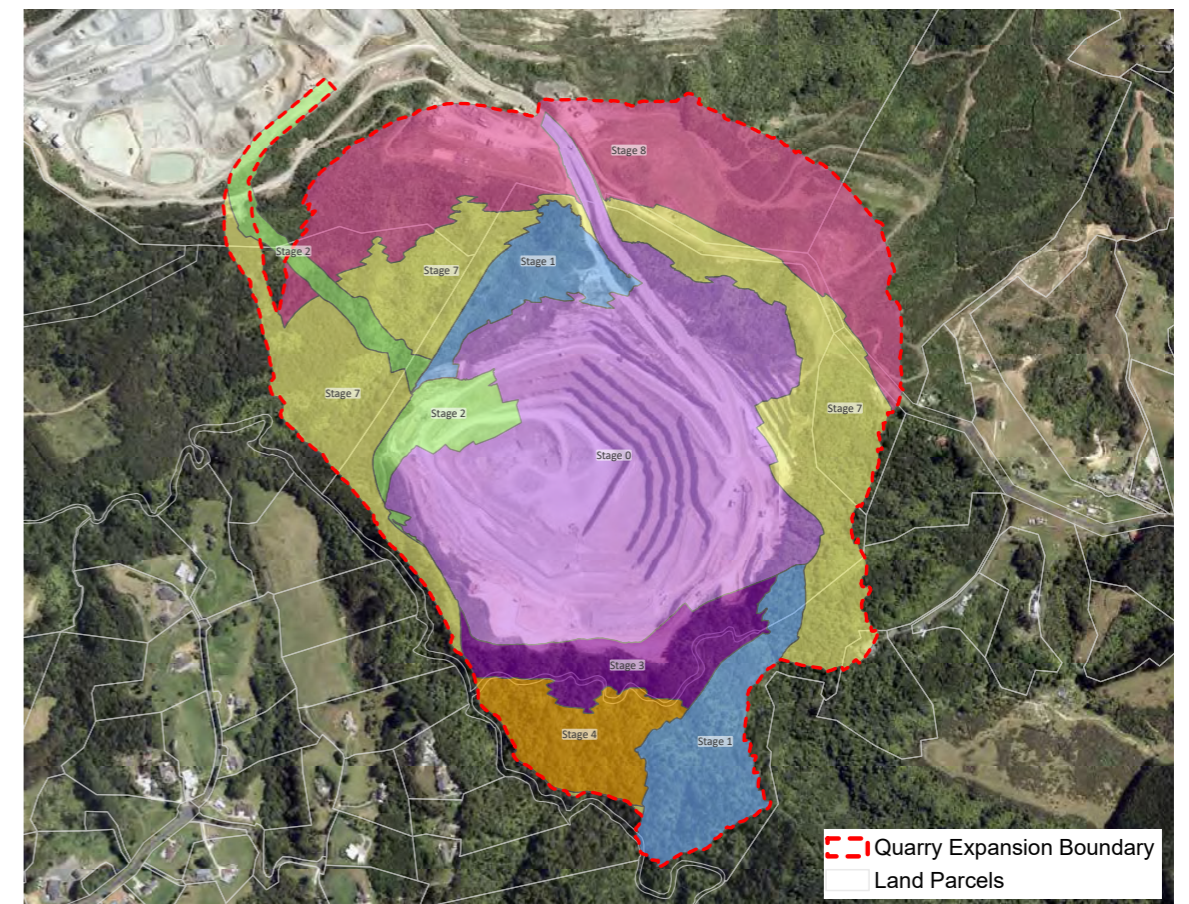 Stage 8
Stage 2
Stage 1
Stage 7
Stage 7
Stage 2
Stage 7
Stage 0
Stage 3
Stage 4
Stage 1
Quarry Expansion Boundary
Land Parcels